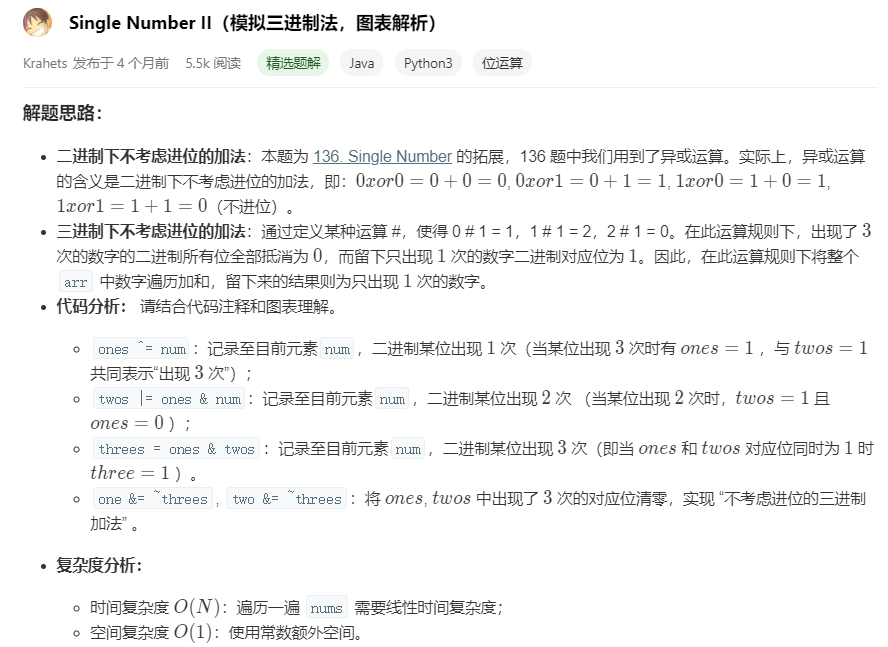 Single Number II（模拟三进制法，图表解析）
Krahets 发布于 4 个月前 5.5k 阅读 精选题解 Java Python3 位运算
解题思路：
• 二进制下不考虑进位的加法：本题为 136. Single Number 的拓展，136 题中我们用到了异或运算。实际上，异或运算
的含义是二进制下不考虑进位的加法，即：0xor0 = 0 + 0 = 0, 0xor1 = 0 + 1 = 1, 1xor0 = 1 + 0 = 1,
1xor1 = 1 + 1 = 0（不进位）。
• 三进制下不考虑进位的加法：通过定义某种运算 #，使得 0 # 1 = 1，1 # 1 = 2，2 # 1 = 0。在此运算规则下，出现了 3
次的数字的二进制所有位全部抵消为 0，而留下只出现 1 次的数字二进制对应位为 1。因此，在此运算规则下将整个
arr 中数字遍历加和，留下来的结果则为只出现 1 次的数字。
• 代码分析： 请结合代码注释和图表理解。
○ ones ^= num ：记录至目前元素 num ，二进制某位出现 1 次（当某位出现 3 次时有 ones = 1 ，与 twos = 1
共同表示“出现 3 次”）；
○ twos |= ones & num ：记录至目前元素 num ，二进制某位出现 2 次 （当某位出现 2 次时，twos = 1 且
ones = 0 ）；
○ threes = ones & twos ：记录至目前元素 num ，二进制某位出现 3 次（即当 ones 和 twos 对应位同时为 1 时
three = 1 ）。
○ one &= ~threes , two &= ~threes ：将 ones, twos 中出现了 3 次的对应位清零，实现 “不考虑进位的三进制
加法” 。
• 复杂度分析：
○ 时间复杂度 O(N)：遍历一遍 nums 需要线性时间复杂度；
○ 空间复杂度 O(1)：使用常数额外空间。